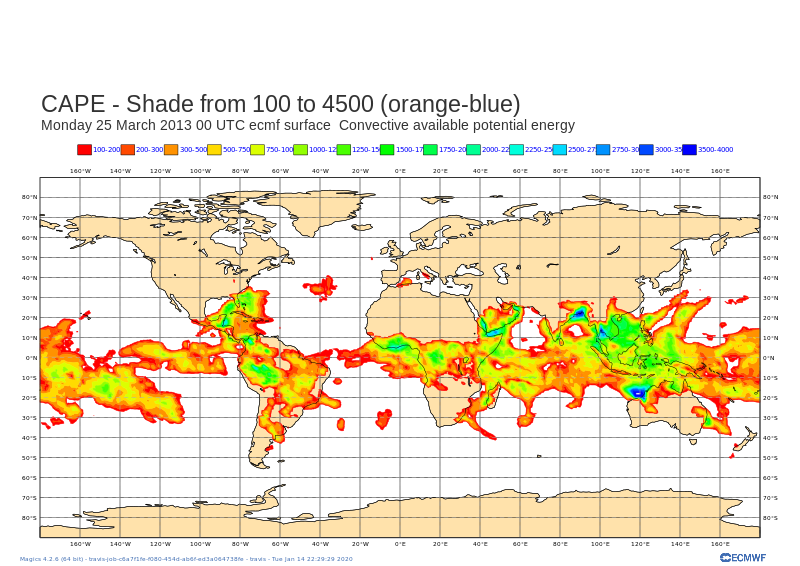 CAPE - Shade from 100 to 4500 (orange-blue)
Monday 25 March 2013 00 UTC ecmf surface  Convective available potential energy
100-200 300-300 300-500 500-750 750-100 1000-12 1250-15 1500-17 1750-20 2000-22 2250-25 2500-27 2750-30 3000-35 3500-4000
160°W 140°W 120°W 100°W 80°W 60°W 40°W 20°W 0°E 20°E 40°E 60°E 80°E 100°E 120°E 140°E 160°E
80°N 80°N
70°N 70°N
60°N 60°N
50°N 50°N
40°N 40°N
30°N 30°N
20°N 20°N
10°N 10°N
0°E 0°E
10°S 10°S
20°S 20°S
30°S 30°S
40°S 40°S
50°S 50°S
60°S 60°S
70°S 70°S
80°S 80°S
160°W 140°W 120°W 100°W 80°W 60°W 40°W 20°W 0°E 20°E 40°E 60°E 80°E 100°E 120°E 140°E 160°E
Magics 4.2.6 (64 bit) - travis-job-c6a7f1fe-f080-454d-ab6f-ed3a064738fe - travis - Tue Jan 14 22:29:29 2020
ECMWF